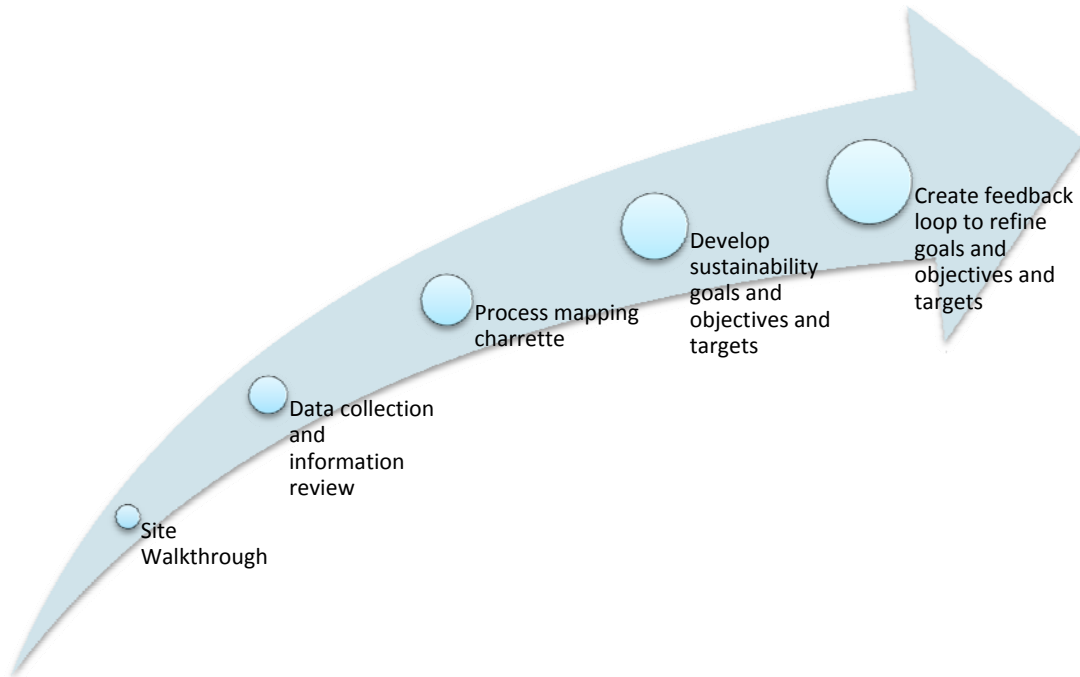 Site
Walkthrough
Data collection
and
information
review
Process mapping
charrette
Develop
sustainability
goals and
objectives and
targets
Create feedback
loop to refine
goals and
objectives and
targets